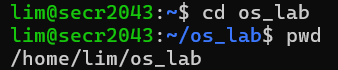 lim@secr2043:~$ cd os_lab
lim@secr2043:~/os_lab$ pwd
/home/lim/os_lab